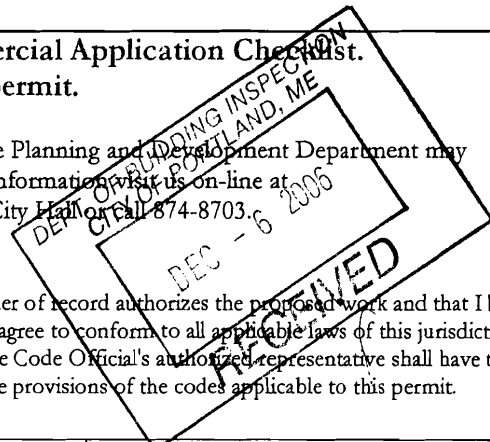 ercial Application Checklist.
ermit.
e Planning and Development Department may
nformation visit us on-line at
City Hall or call 874-8703.
DEPT. OF BUILDING INSPECTION
CITY OF PORTLAND, ME
DEC - 6 2006
RECEIVED
er of record authorizes the proposed work and that I h
agree to conform to all applicable laws of this jurisdict
e Code Official's authorized representative shall have t
e provisions of the codes applicable to this permit.